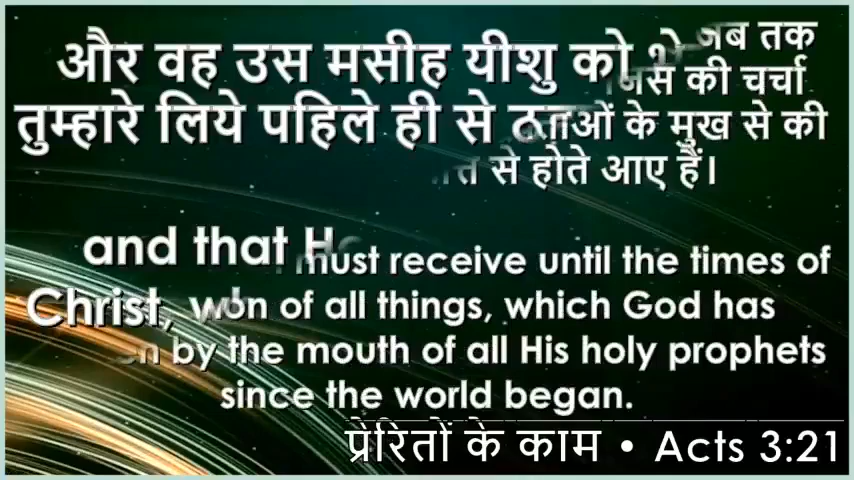 और वह उस मसीह यीशु को
जब तक
की चर्चा
तुम्हारे लिये पहिले ही से
के मुख से की
से होते आए हैं।
and that
must receive until the times of
Christ,
of all things, which God has
by the mouth of all His holy prophets
since the world began.
प्रेरितों के काम • Acts 3:21